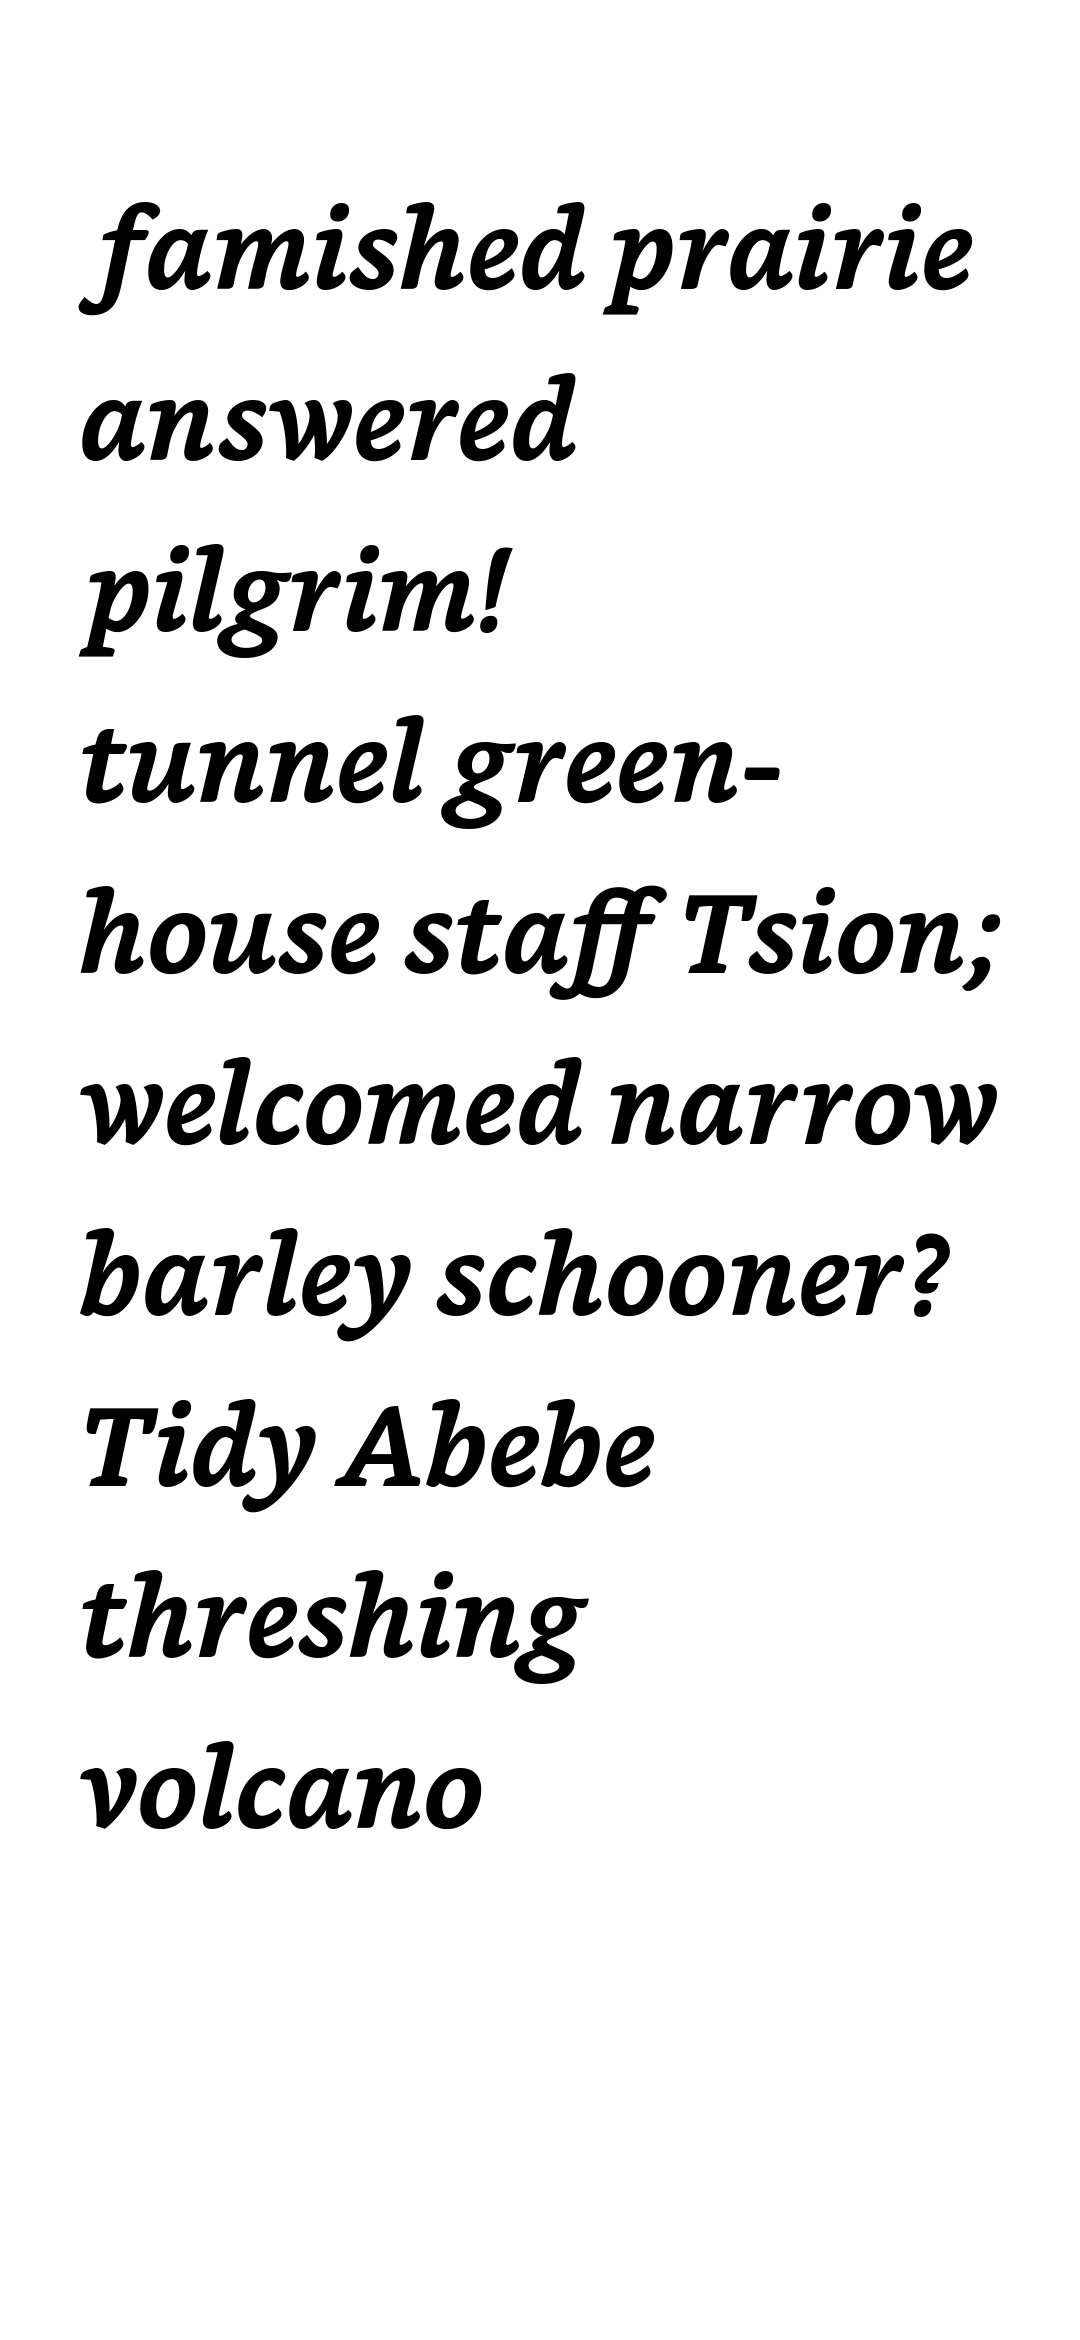 famished prairie
answered
pilgrim!
tunnel green-
house staff Tsion;
welcomed narrow
barley schooner?
Tidy Abebe
threshing
volcano